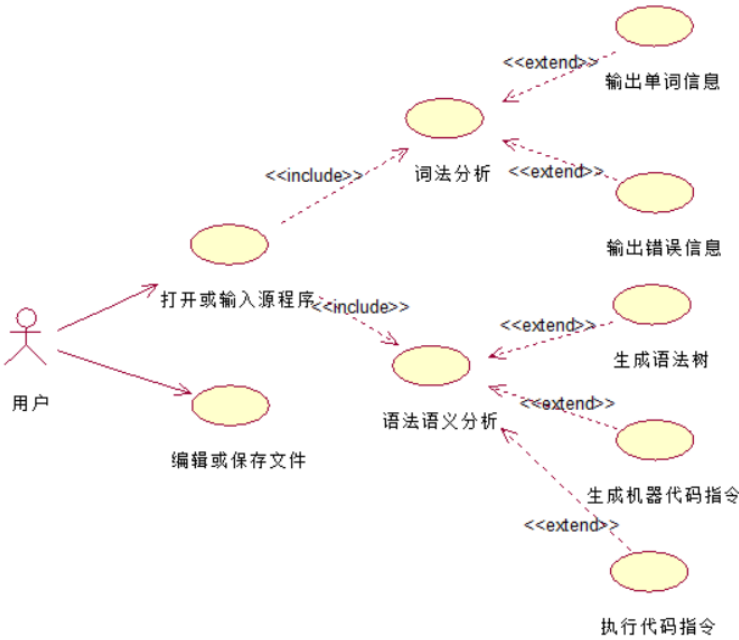 <<extend>>
输出单词信息
<<include>>
词法分析
<<extend>>
输出错误信息
打开或输入源程序
<<include>>
<<extend>>
生成语法树
用户
语法语义分析
<<extend>>
编辑或保存文件
生成机器代码指令
<<extend>>
执行代码指令